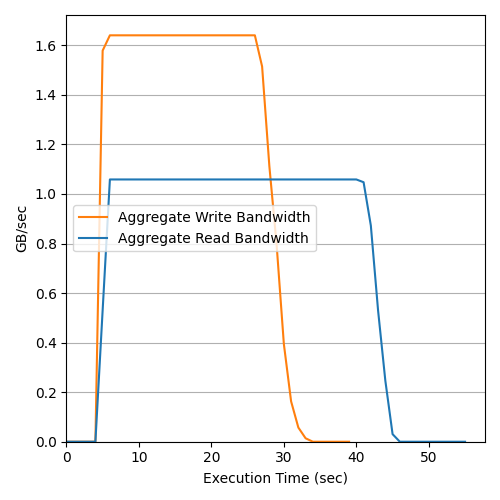 1.6
1.4
1.2
1.0
0.8
0.6
0.4
0.2
0.0
GB/sec
Aggregate Write Bandwidth
Aggregate Read Bandwidth
0 10 20 30 40 50
Execution Time (sec)